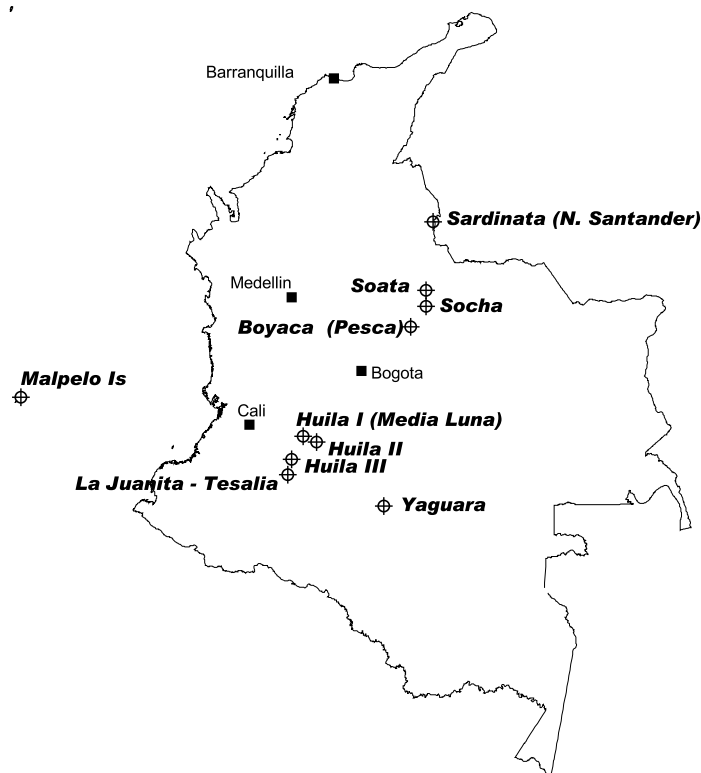 Barranquilla
Sardinata (N. Santander)
Medellin
Soata
Socha
Boyaca (Pesca)
Malpelo Is
Bogota
Cali
Huila I (Media Luna)
Huila II
Huila III
La Juanita - Tesalia
Yaguara